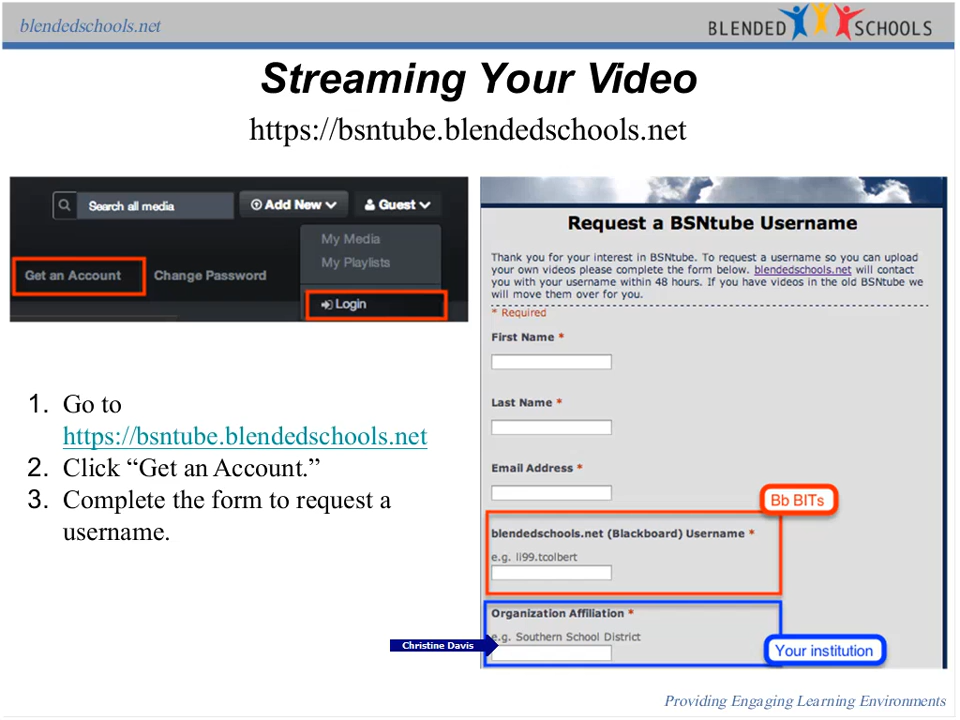 blendedschools.net
BLENDED SCHOOLS
Streaming Your Video
https://bsntube.blendedschools.net
Search all media
Add New
Guest
My Media
My Playlists
Get an Account
Change Password
Login
1. Go to
https://bsntube.blendedschools.net
2. Click “Get an Account.”
3. Complete the form to request a
username.
Request a BSNtube Username
Thank you for your interest in BSNtube. To request a username so you can upload
your own videos please complete the form below. blendedschools.net will contact
you with your username within 48 hours. If you have videos in the old BSNtube we
will move them over for you.
* Required
First Name *
Last Name *
Email Address *
Bb BITs
blendedschools.net (Blackboard) Username *
e.g. li99.tcolbert
Organization Affiliation *
e.g. Southern School District
Christine Davis
Your institution
Providing Engaging Learning Environments